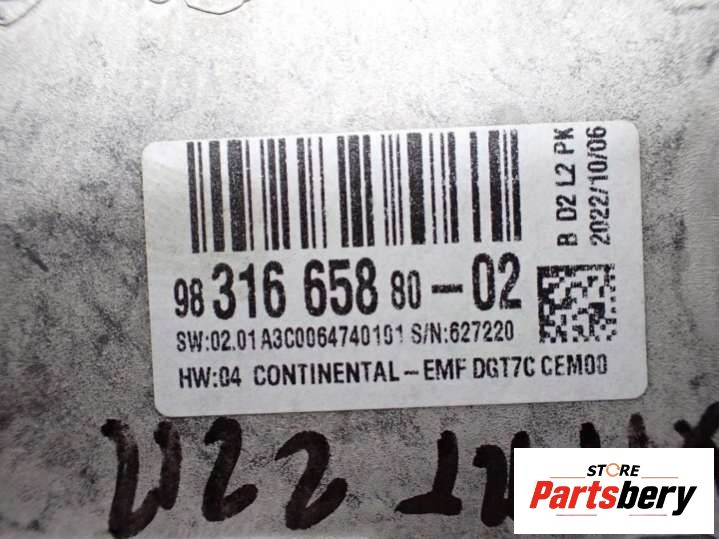 B D2 L2 PK
2022/10/06
98 316 658 80-02
SW:02.01 A3C0064740101 S/N:627220
HW:04 CONTINENTAL-EMF DGT7C CEM00
STORE
Partsbery